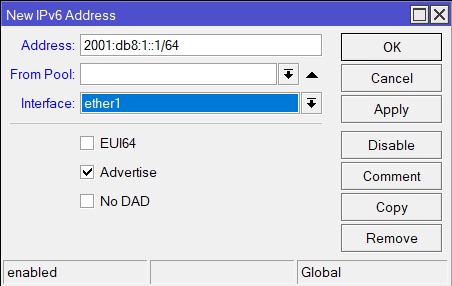 New IPv6 Address
Address: 2001:db8:1::1/64
From Pool:
Interface: ether1
EUI64
Advertise
No DAD
OK
Cancel
Apply
Disable
Comment
Copy
Remove
enabled
Global